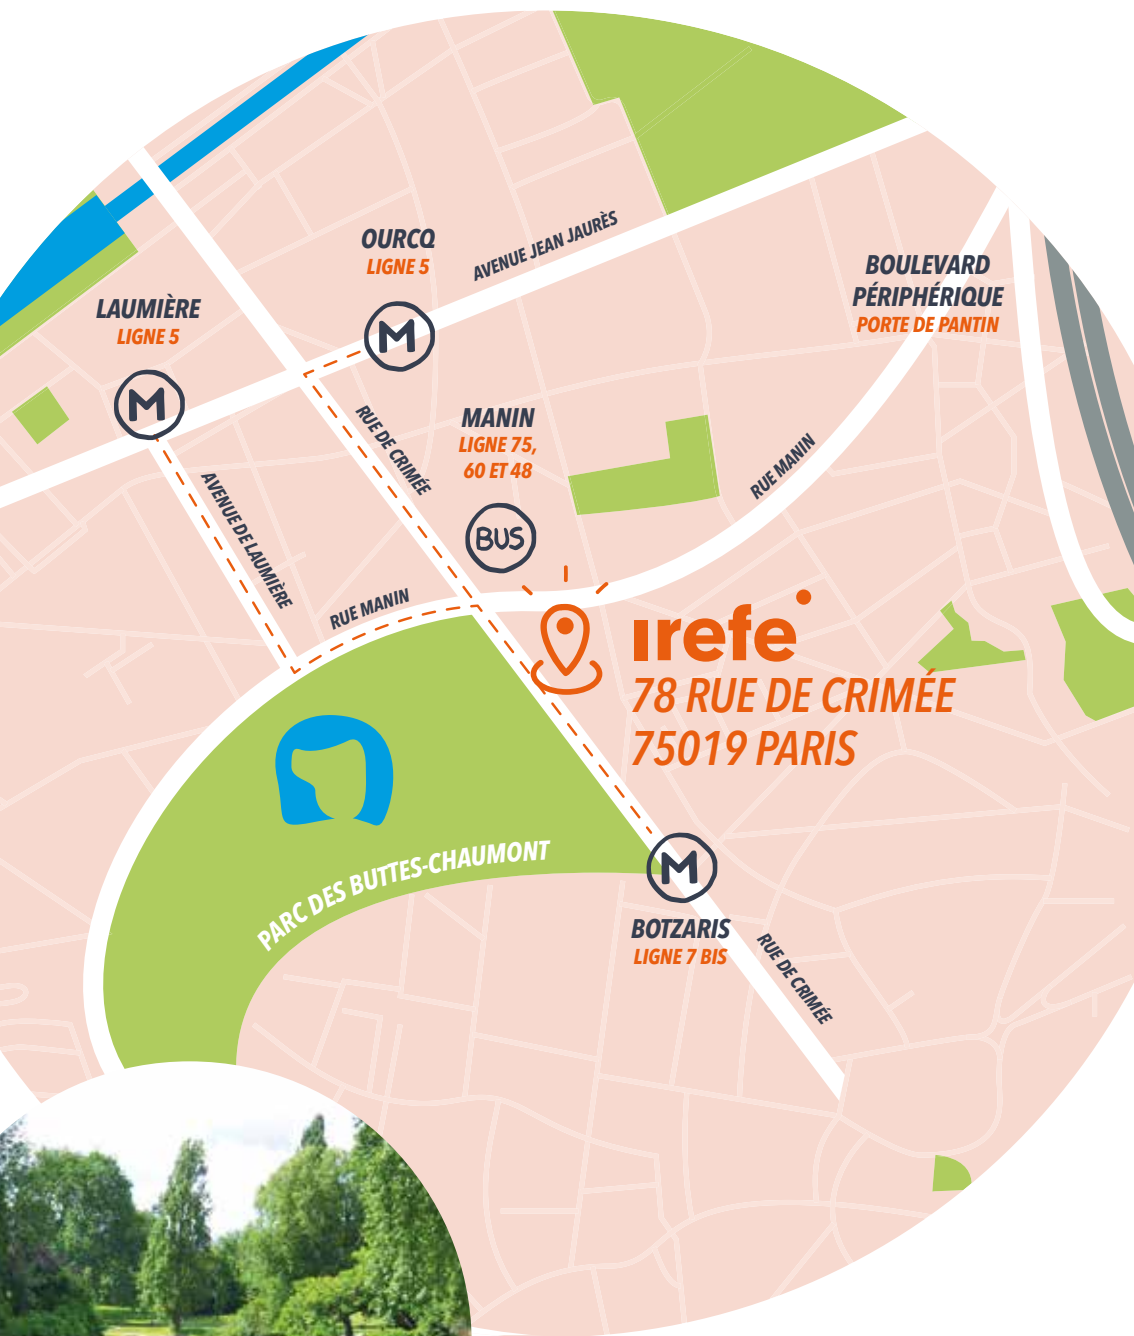 OURCQ
LIGNE 5
AVENUE JEAN JAURÈS
BOULEVARD
PÉRIPHÉRIQUE
PORTE DE PANTIN
LAUMIÈRE
LIGNE 5
M
M
RUE DE CRIMÉE
MANIN
LIGNE 75,
60 ET 48
BUS
RUE MANIN
AVENUE DE LAUMIÈRE
RUE MANIN
irefe
78 RUE DE CRIMÉE
75019 PARIS
PARC DES BUTTES-CHAUMONT
M
BOTZARIS
LIGNE 7 BIS
RUE DE CRIMÉE